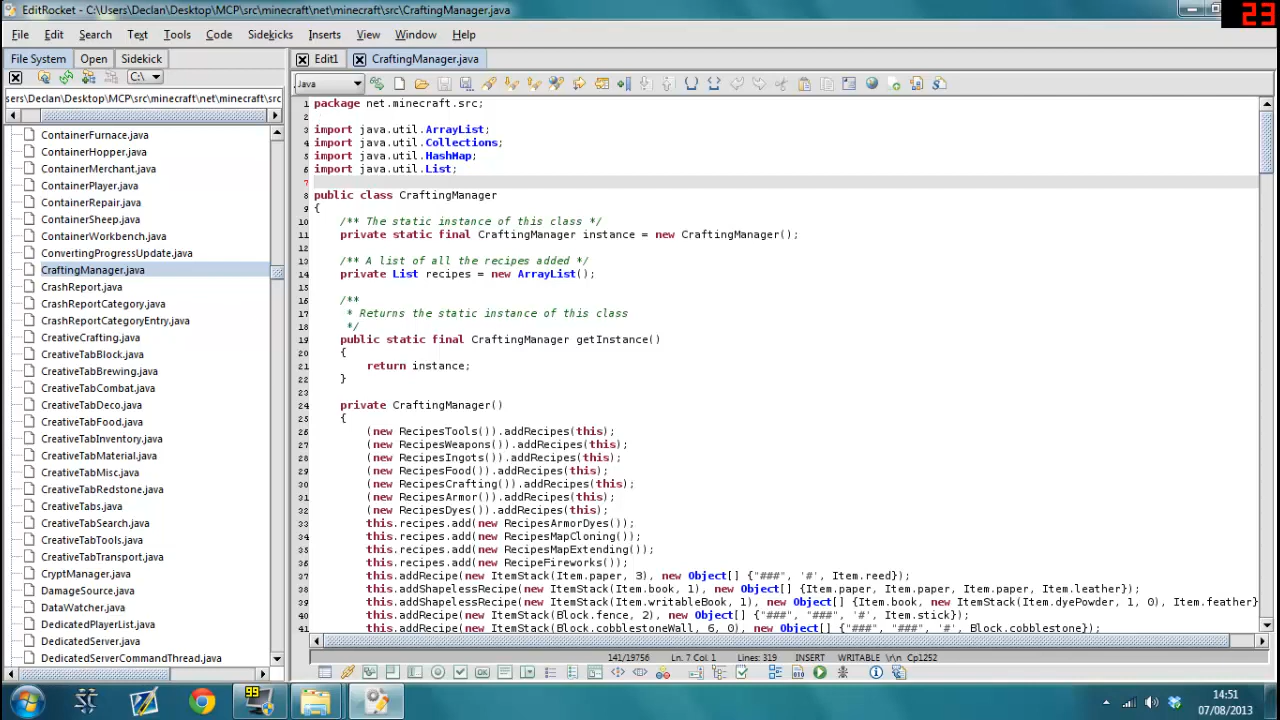 EditRocket - C:\Users\Declan\Desktop\MCP\src\minecraft\net\minecraft\src\CraftingManager.java
23
File Edit Search Text Tools Code Sidekicks Inserts View Window Help
File System Open Sidekick
Edit1 CraftingManager.java
C:\
Java
sers\Declan\Desktop\MCP\src\minecraft\net\minecraft\src
ContainerFurnace.java
ContainerHopper.java
ContainerMerchant.java
ContainerPlayer.java
ContainerRepair.java
ContainerSheep.java
ContainerWorkbench.java
ConvertingProgressUpdate.java
CraftingManager.java
CrashReport.java
CrashReportCategory.java
CrashReportCategoryEntry.java
CreativeCrafting.java
CreativeTabBlock.java
CreativeTabBrewing.java
CreativeTabCombat.java
CreativeTabDeco.java
CreativeTabFood.java
CreativeTabInventory.java
CreativeTabMaterial.java
CreativeTabMisc.java
CreativeTabRedstone.java
CreativeTabs.java
CreativeTabSearch.java
CreativeTabTools.java
CreativeTabTransport.java
CryptManager.java
DamageSource.java
DataWatcher.java
DedicatedPlayerList.java
DedicatedServer.java
DedicatedServerCommandThread.java
1 package net.minecraft.src;
2
3 import java.util.ArrayList;
4 import java.util.Collections;
5 import java.util.HashMap;
6 import java.util.List;
7
8 public class CraftingManager
9 {
10 /** The static instance of this class */
11 private static final CraftingManager instance = new CraftingManager();
12
13 /** A list of all the recipes added */
14 private List recipes = new ArrayList();
15
16 /**
17 * Returns the static instance of this class
18 */
19 public static final CraftingManager getInstance()
20 {
21 return instance;
22 }
23
24 private CraftingManager()
25 {
26 (new RecipesTools()).addRecipes(this);
27 (new RecipesWeapons()).addRecipes(this);
28 (new RecipesIngots()).addRecipes(this);
29 (new RecipesFood()).addRecipes(this);
30 (new RecipesCrafting()).addRecipes(this);
31 (new RecipesArmor()).addRecipes(this);
32 (new RecipesDyes()).addRecipes(this);
33 this.recipes.add(new RecipesArmorDyes());
34 this.recipes.add(new RecipesMapCloning());
35 this.recipes.add(new RecipesMapExtending());
36 this.recipes.add(new RecipeFireworks());
37 this.addRecipe(new ItemStack(Item.paper, 3), new Object[] {"###", '#', Item.reed});
38 this.addShapelessRecipe(new ItemStack(Item.book, 1), new Object[] {Item.paper, Item.paper, Item.paper, Item.leather});
39 this.addShapelessRecipe(new ItemStack(Item.writableBook, 1), new Object[] {Item.book, new ItemStack(Item.dyePowder, 1, 0), Item.feather}
40 this.addRecipe(new ItemStack(Block.fence, 2), new Object[] {"###", "###", '#', Item.stick});
41 this.addRecipe(new ItemStack(Block.cobblestoneWall, 6, 0), new Object[] {"###", "###", '#', Block.cobblestone});
141/19756 Ln. 7 Col. 1 Lines: 319 INSERT WRITABLE \r\n Cp1252
99
14:51
07/08/2013